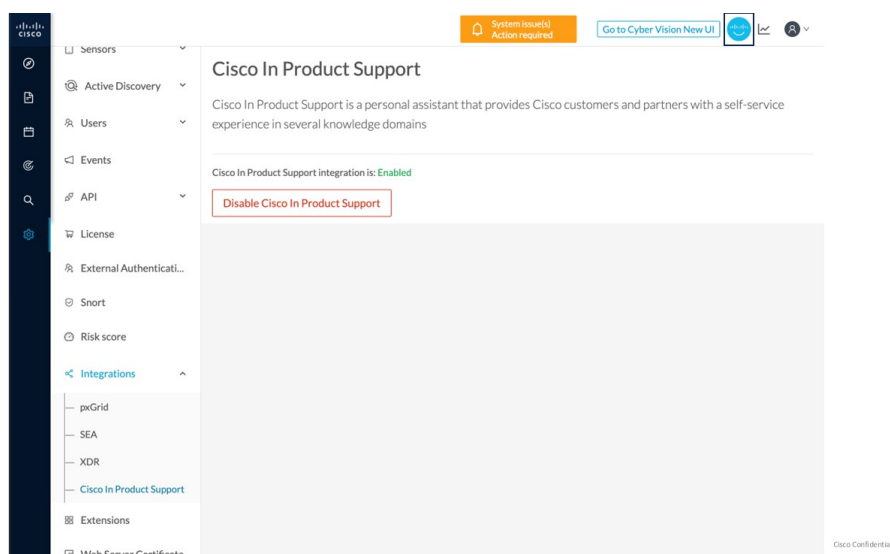 CISCO
System issue(s)
Action required
Go to Cyber Vision New UI
Sensors
Active Discovery
Users
Events
API
License
External Authenticati...
Snort
Risk score
Integrations
pxGrid
SEA
XDR
Cisco In Product Support
Extensions
Web Server Certificate
Cisco In Product Support
Cisco In Product Support is a personal assistant that provides Cisco customers and partners with a self-service
experience in several knowledge domains
Cisco In Product Support integration is: Enabled
Disable Cisco In Product Support
Cisco Confidentia